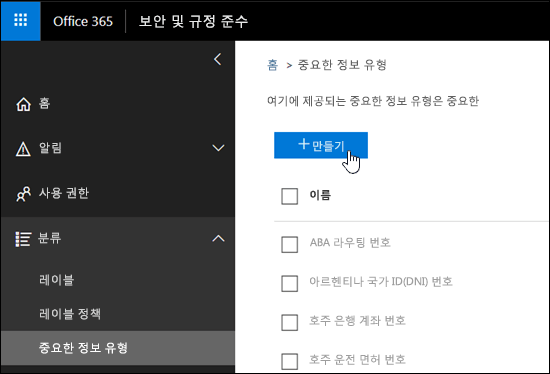 Office 365 보안 및 규정 준수
홈
알림
사용 권한
분류
레이블
레이블 정책
중요한 정보 유형
홈 > 중요한 정보 유형
여기에 제공되는 중요한 정보 유형은 중요한
+ 만들기
이름
ABA 라우팅 번호
아르헨티나 국가 ID(DNI) 번호
호주 은행 계좌 번호
호주 운전 면허 번호